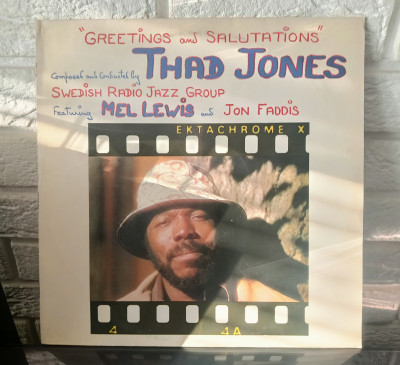 "GREETINGS and SALUTATIONS"
Composed and Conducted by THAD JONES
SWEDISH RADIO JAZZ GROUP
Featuring MEL LEWIS and JON FADDIS
EKTACHROME X
4 4A